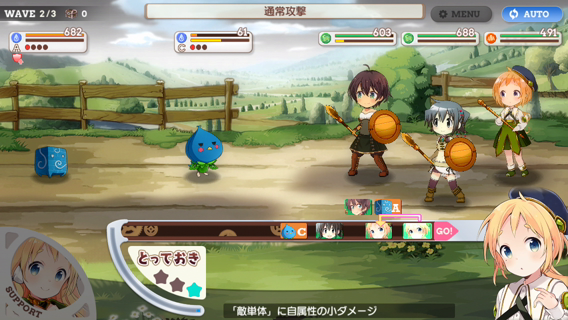 WAVE 2/3 0
通常攻撃
MENU
AUTO
682
A
61
C
603
688
491
A
C
GO!
とっておき
SUPPORT
「敵単体」に自属性の小ダメージ